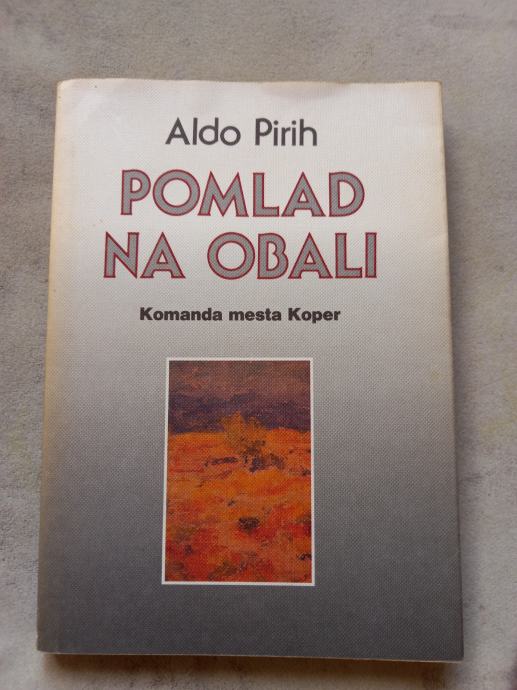 Aldo Pirih
POMLAD
NA OBALI
Komanda mesta Koper